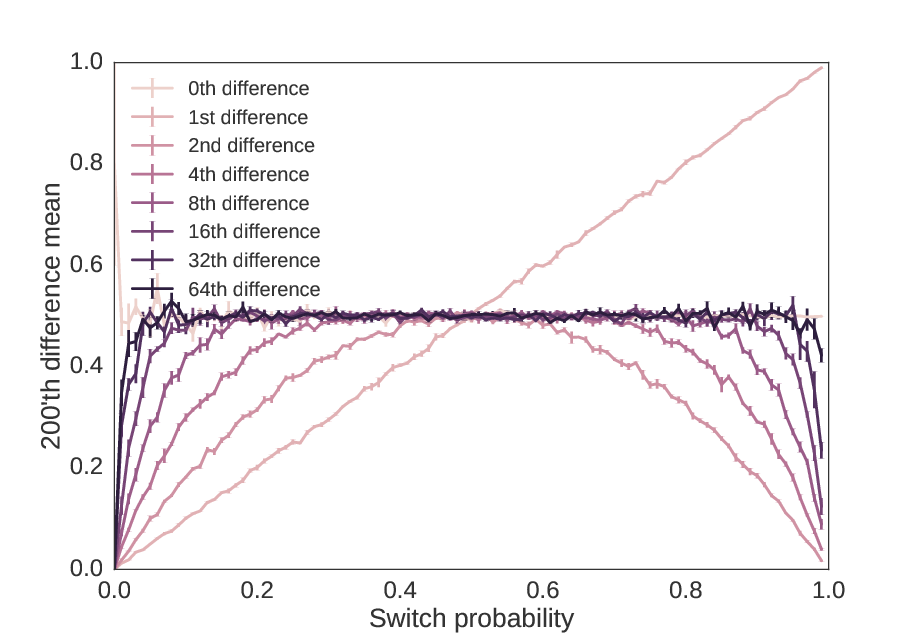 1.0
0.8
0.6
0.4
0.2
0.0
200'th difference mean
0th difference
1st difference
2nd difference
4th difference
8th difference
16th difference
32th difference
64th difference
0.0 0.2 0.4 0.6 0.8 1.0
Switch probability